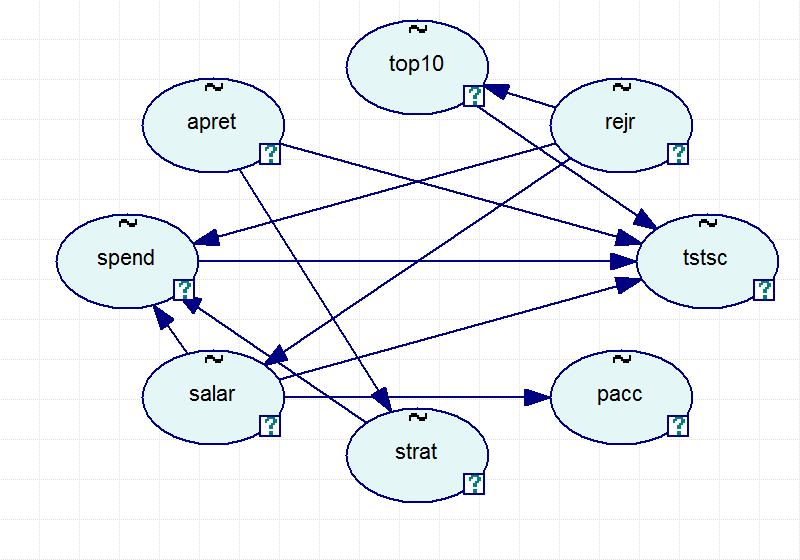 ~
top10
?
~
apret
?
~
rejr
?
~
spend
?
~
tstsc
?
~
salar
?
~
pacc
?
~
strat
?